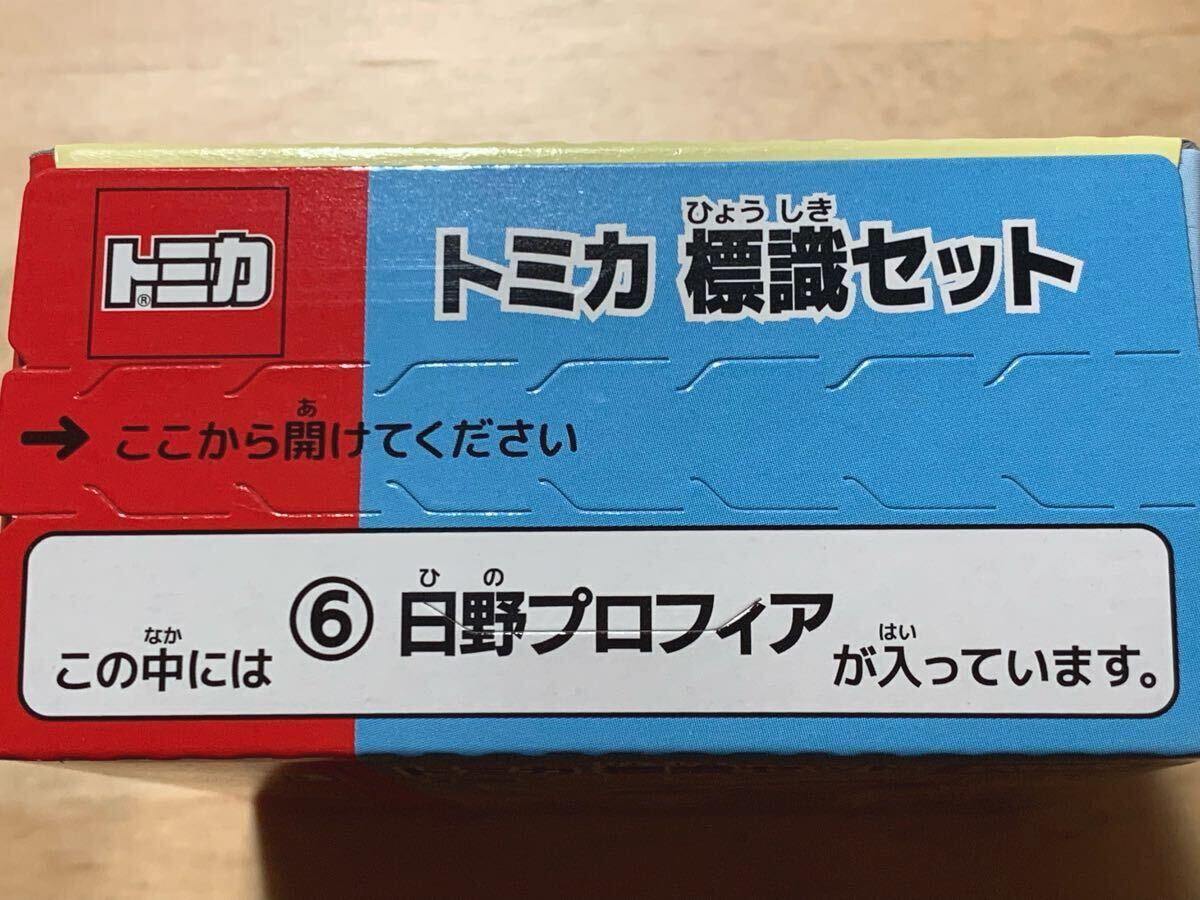 トミカ®
ひょうしき
トミカ 標識セット
あ
→ ここから開けてください
ひの
⑥ 日野プロフィア
なか はい
この中には が入っています。